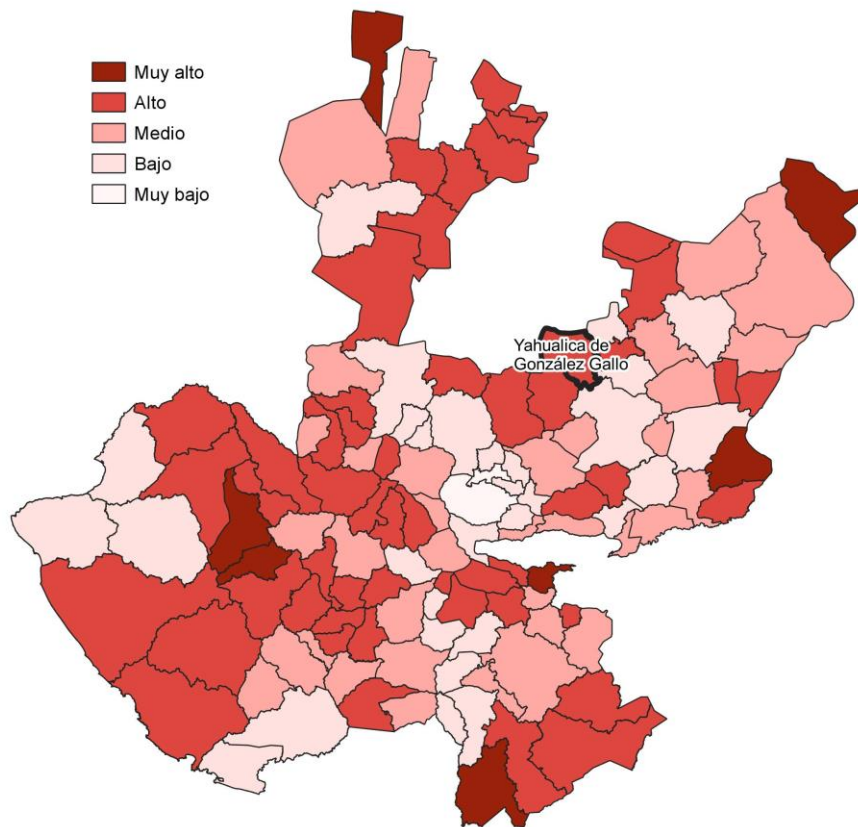 Muy alto
Alto
Medio
Bajo
Muy bajo
Yahualica de
González Gallo